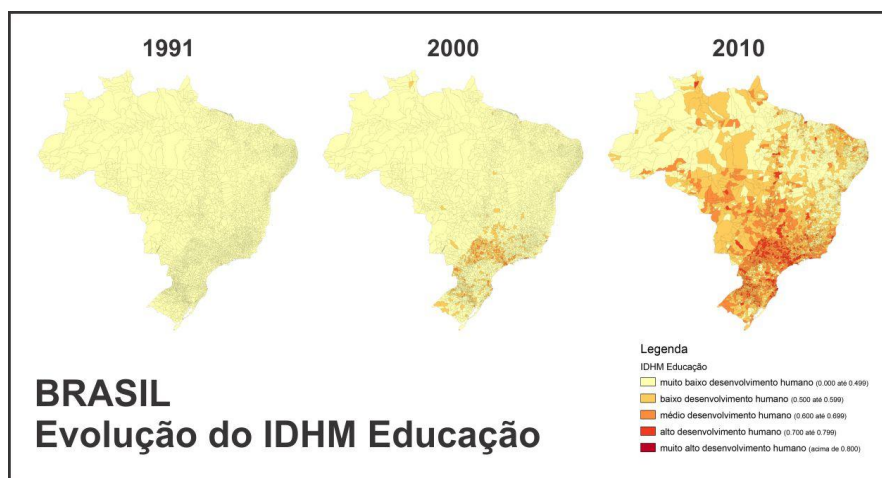 1991
2000
2010
Legenda
IDHM Educação
muito baixo desenvolvimento humano (0.000 até 0.499)
baixo desenvolvimento humano (0.500 até 0.599)
médio desenvolvimento humano (0.600 até 0.699)
alto desenvolvimento humano (0.700 até 0.799)
muito alto desenvolvimento humano (acima de 0.800)
BRASIL
Evolução do IDHM Educação